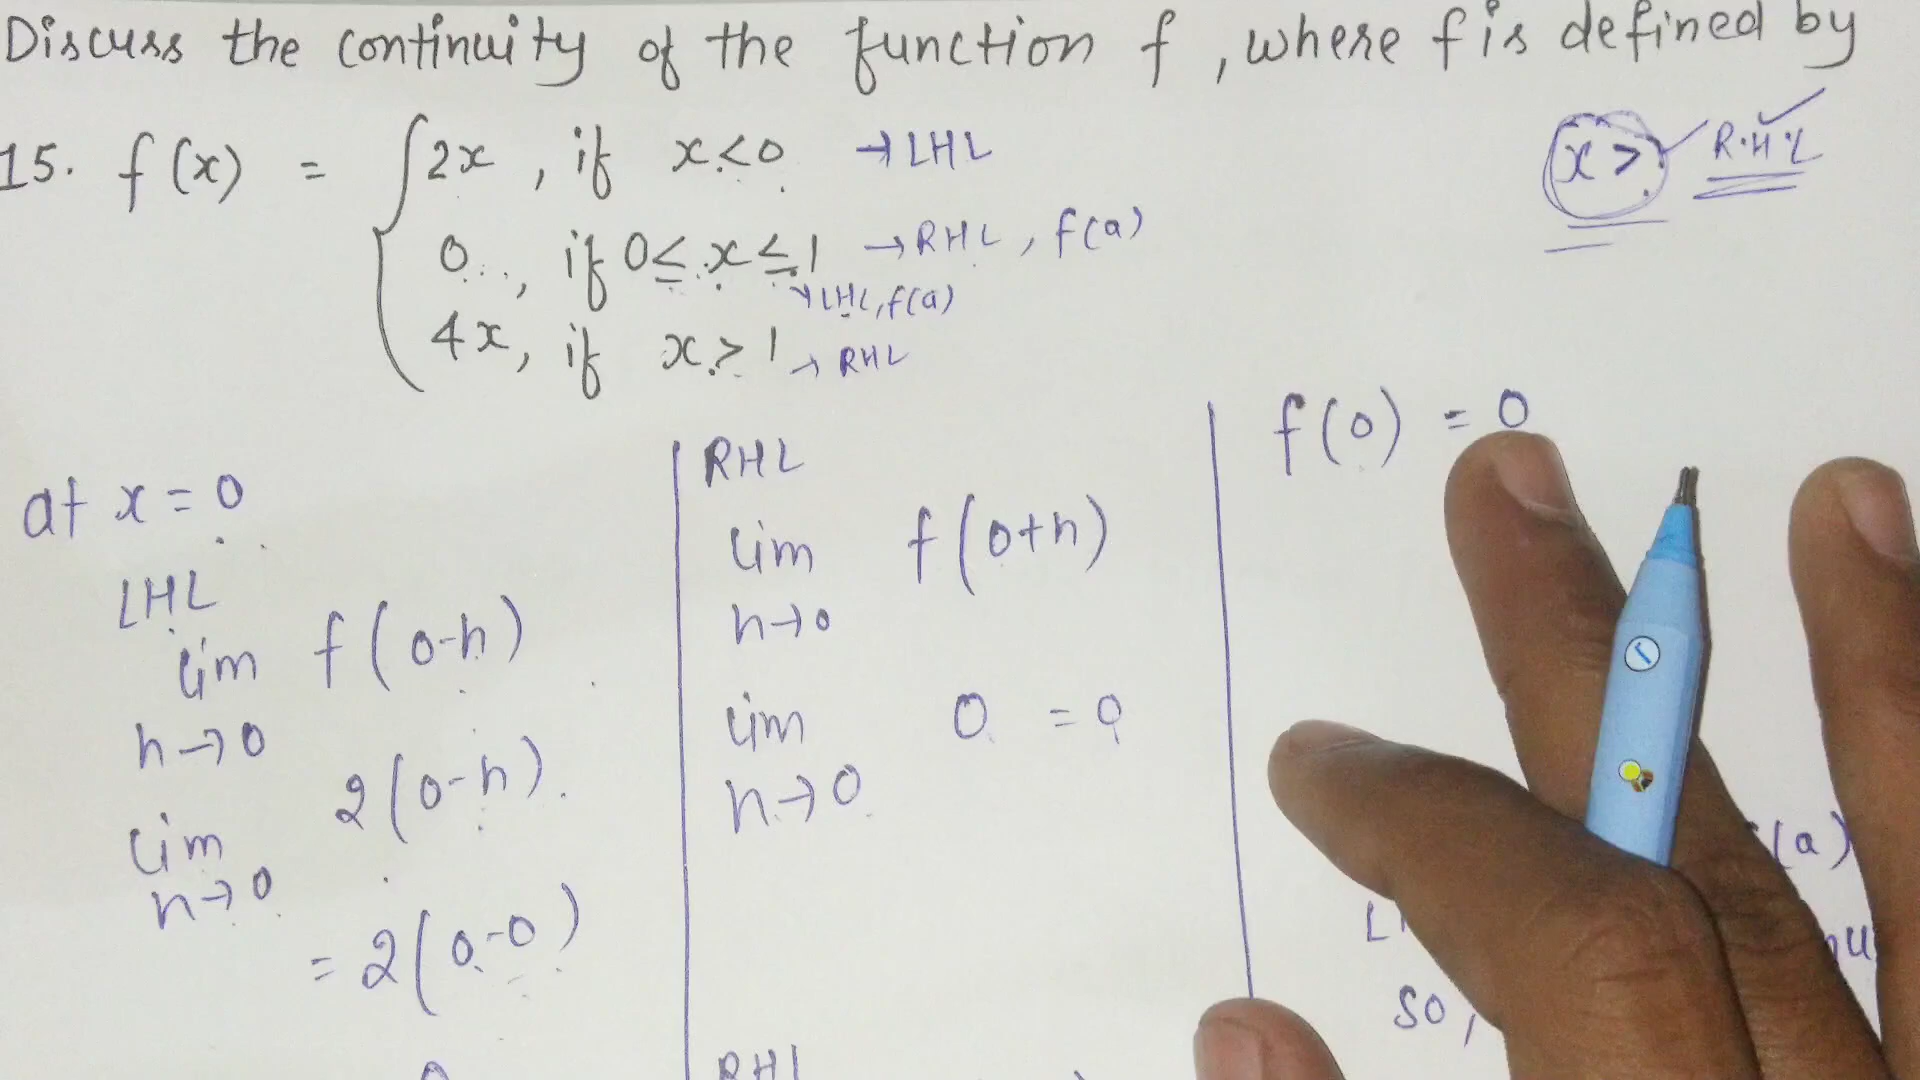 Discuss the continuity of the function f, where f is defined by
15. f(x) = { 2x, if x<0 → LHL
0, if 0≤x≤1 → RHL, f(a)
→ LHL, f(a)
4x, if x>1 → RHL
x > R.H.L
at x = 0
LHL
lim f(0-h)
h→0
lim 2(0-h)
h→0
= 2(0-0)
RHL
lim f(0+h)
h→0
lim 0 = 0
h→0
RHL
f(0) = 0
(a)
so,